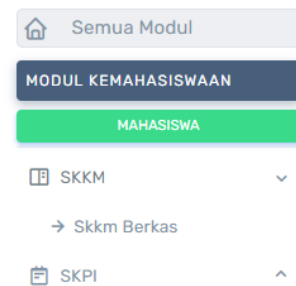 Semua Modul
MODUL KEMAHASISWAAN
MAHASISWA
SKKM
Skkm Berkas
SKPI